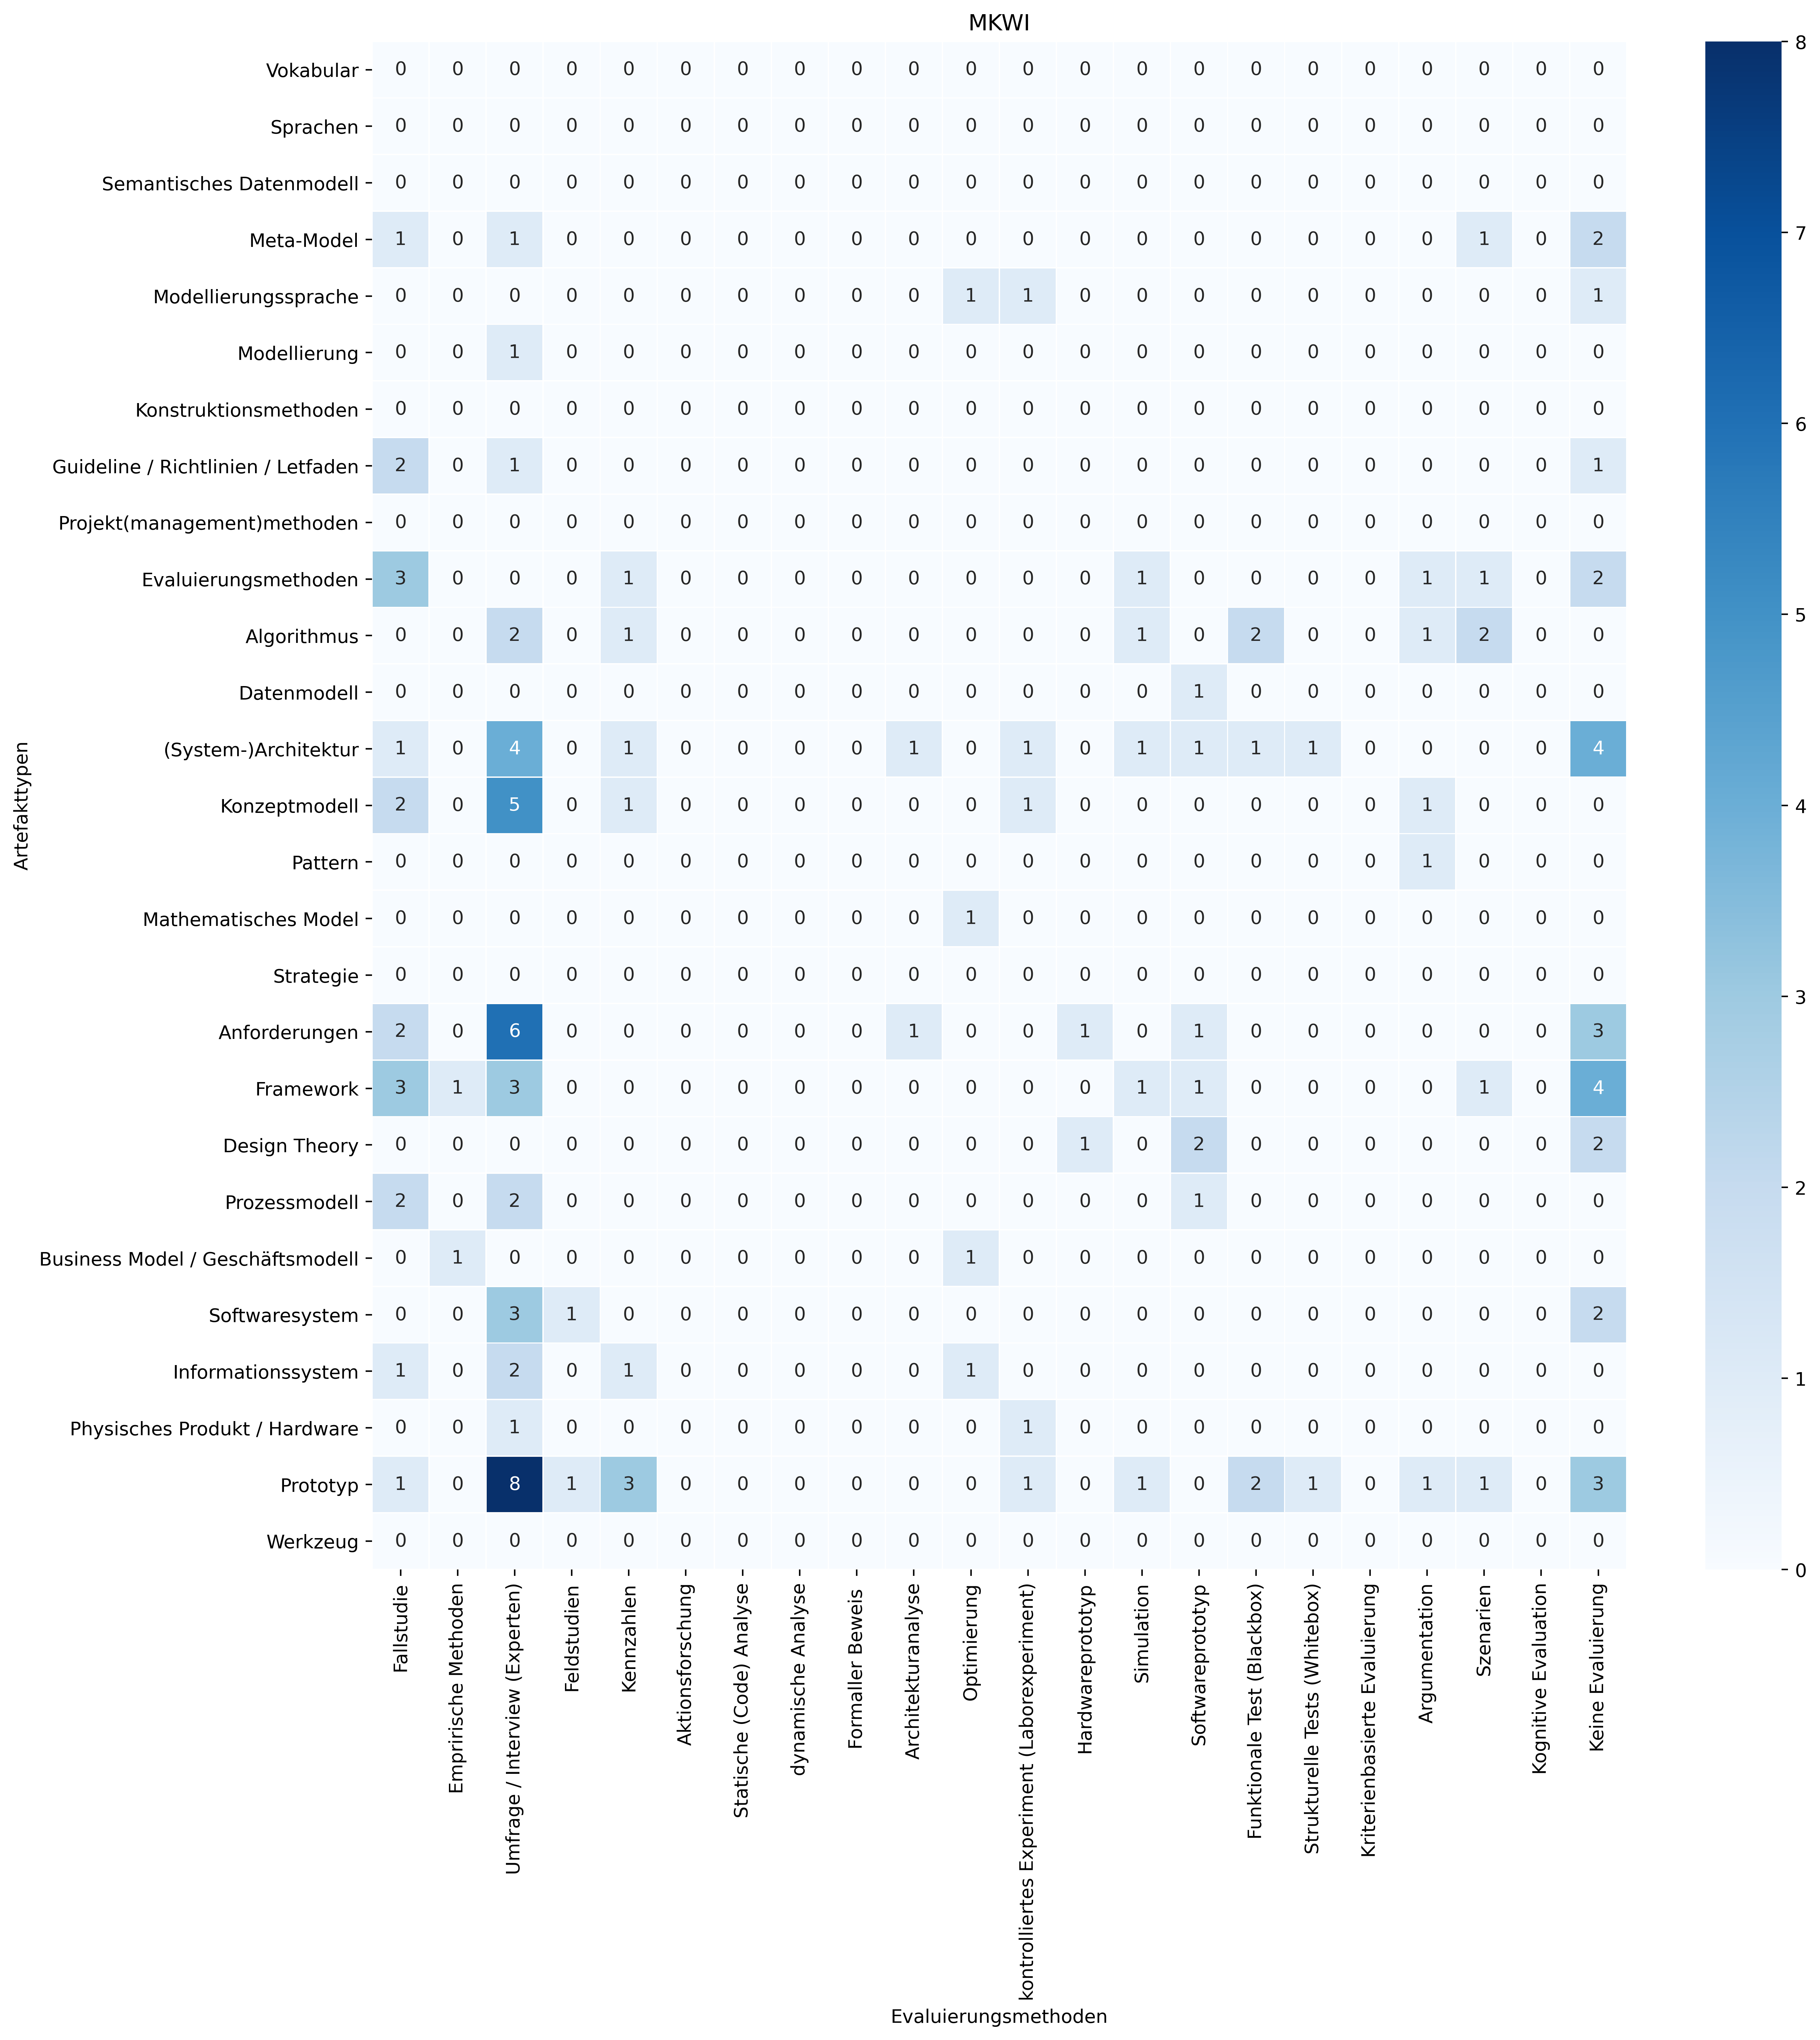 MKWI
Vokabular 0 0 0 0 0 0 0 0 0 0 0 0 0 0 0 0 0 0 0 0 0 0
Sprachen 0 0 0 0 0 0 0 0 0 0 0 0 0 0 0 0 0 0 0 0 0 0
Semantisches Datenmodell 0 0 0 0 0 0 0 0 0 0 0 0 0 0 0 0 0 0 0 0 0 0
Meta-Model 1 0 1 0 0 0 0 0 0 0 0 0 0 0 0 0 0 0 0 1 0 2
Modellierungssprache 0 0 0 0 0 0 0 0 0 0 1 1 0 0 0 0 0 0 0 0 0 1
Modellierung 0 0 1 0 0 0 0 0 0 0 0 0 0 0 0 0 0 0 0 0 0 0
Konstruktionsmethoden 0 0 0 0 0 0 0 0 0 0 0 0 0 0 0 0 0 0 0 0 0 0
Guideline / Richtlinien / Letfaden 2 0 1 0 0 0 0 0 0 0 0 0 0 0 0 0 0 0 0 0 0 1
Projekt(management)methoden 0 0 0 0 0 0 0 0 0 0 0 0 0 0 0 0 0 0 0 0 0 0
Evaluierungsmethoden 3 0 0 0 1 0 0 0 0 0 0 0 0 1 0 0 0 0 1 1 0 2
Algorithmus 0 0 2 0 1 0 0 0 0 0 0 0 0 1 0 2 0 0 1 2 0 0
Datenmodell 0 0 0 0 0 0 0 0 0 0 0 0 0 0 1 0 0 0 0 0 0 0
(System-)Architektur 1 0 4 0 1 0 0 0 0 1 0 1 0 1 1 1 1 0 0 0 0 4
Konzeptmodell 2 0 5 0 1 0 0 0 0 0 0 1 0 0 0 0 0 0 1 0 0 0
Pattern 0 0 0 0 0 0 0 0 0 0 0 0 0 0 0 0 0 0 1 0 0 0
Mathematisches Model 0 0 0 0 0 0 0 0 0 0 1 0 0 0 0 0 0 0 0 0 0 0
Strategie 0 0 0 0 0 0 0 0 0 0 0 0 0 0 0 0 0 0 0 0 0 0
Anforderungen 2 0 6 0 0 0 0 0 0 1 0 0 1 0 1 0 0 0 0 0 0 3
Framework 3 1 3 0 0 0 0 0 0 0 0 0 0 1 1 0 0 0 0 1 0 4
Design Theory 0 0 0 0 0 0 0 0 0 0 0 0 1 0 2 0 0 0 0 0 0 2
Prozessmodell 2 0 2 0 0 0 0 0 0 0 0 0 0 0 1 0 0 0 0 0 0 0
Business Model / Geschäftsmodell 0 1 0 0 0 0 0 0 0 0 1 0 0 0 0 0 0 0 0 0 0 0
Softwaresystem 0 0 3 1 0 0 0 0 0 0 0 0 0 0 0 0 0 0 0 0 0 2
Informationssystem 1 0 2 0 1 0 0 0 0 0 1 0 0 0 0 0 0 0 0 0 0 0
Physisches Produkt / Hardware 0 0 1 0 0 0 0 0 0 0 0 1 0 0 0 0 0 0 0 0 0 0
Prototyp 1 0 8 1 3 0 0 0 0 0 0 1 0 1 0 2 1 0 1 1 0 3
Werkzeug 0 0 0 0 0 0 0 0 0 0 0 0 0 0 0 0 0 0 0 0 0 0
Artefakttypen
Fallstudie
Emprirische Methoden
Umfrage / Interview (Experten)
Feldstudien
Kennzahlen
Aktionsforschung
Statische (Code) Analyse
dynamische Analyse
Formaller Beweis
Architekturanalyse
Optimierung
kontrolliertes Experiment (Laborexperiment)
Hardwareprototyp
Simulation
Softwareprototyp
Funktionale Test (Blackbox)
Strukturelle Tests (Whitebox)
Kriterienbasierte Evaluierung
Argumentation
Szenarien
Kognitive Evaluation
Keine Evaluierung
Evaluierungsmethoden
8
7
6
5
4
3
2
1
0